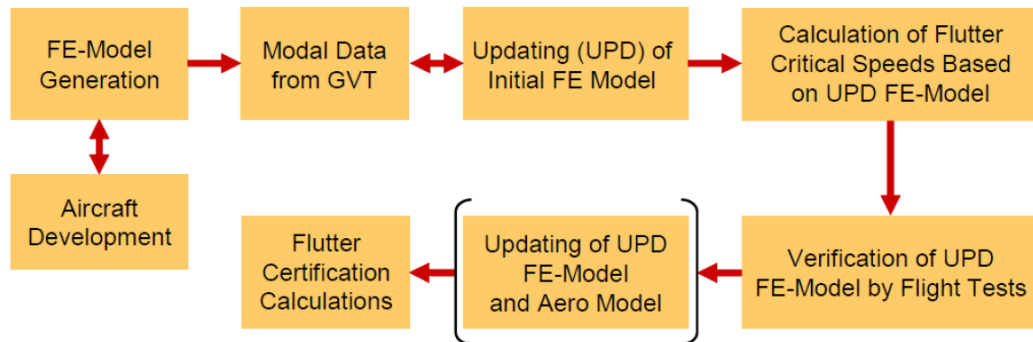 FE-Model
Generation
Modal Data
from GVT
Updating (UPD) of
Initial FE Model
Calculation of Flutter
Critical Speeds Based
on UPD FE-Model
Aircraft
Development
Flutter
Certification
Calculations
Updating of UPD
FE-Model
and Aero Model
Verification of UPD
FE-Model by Flight Tests